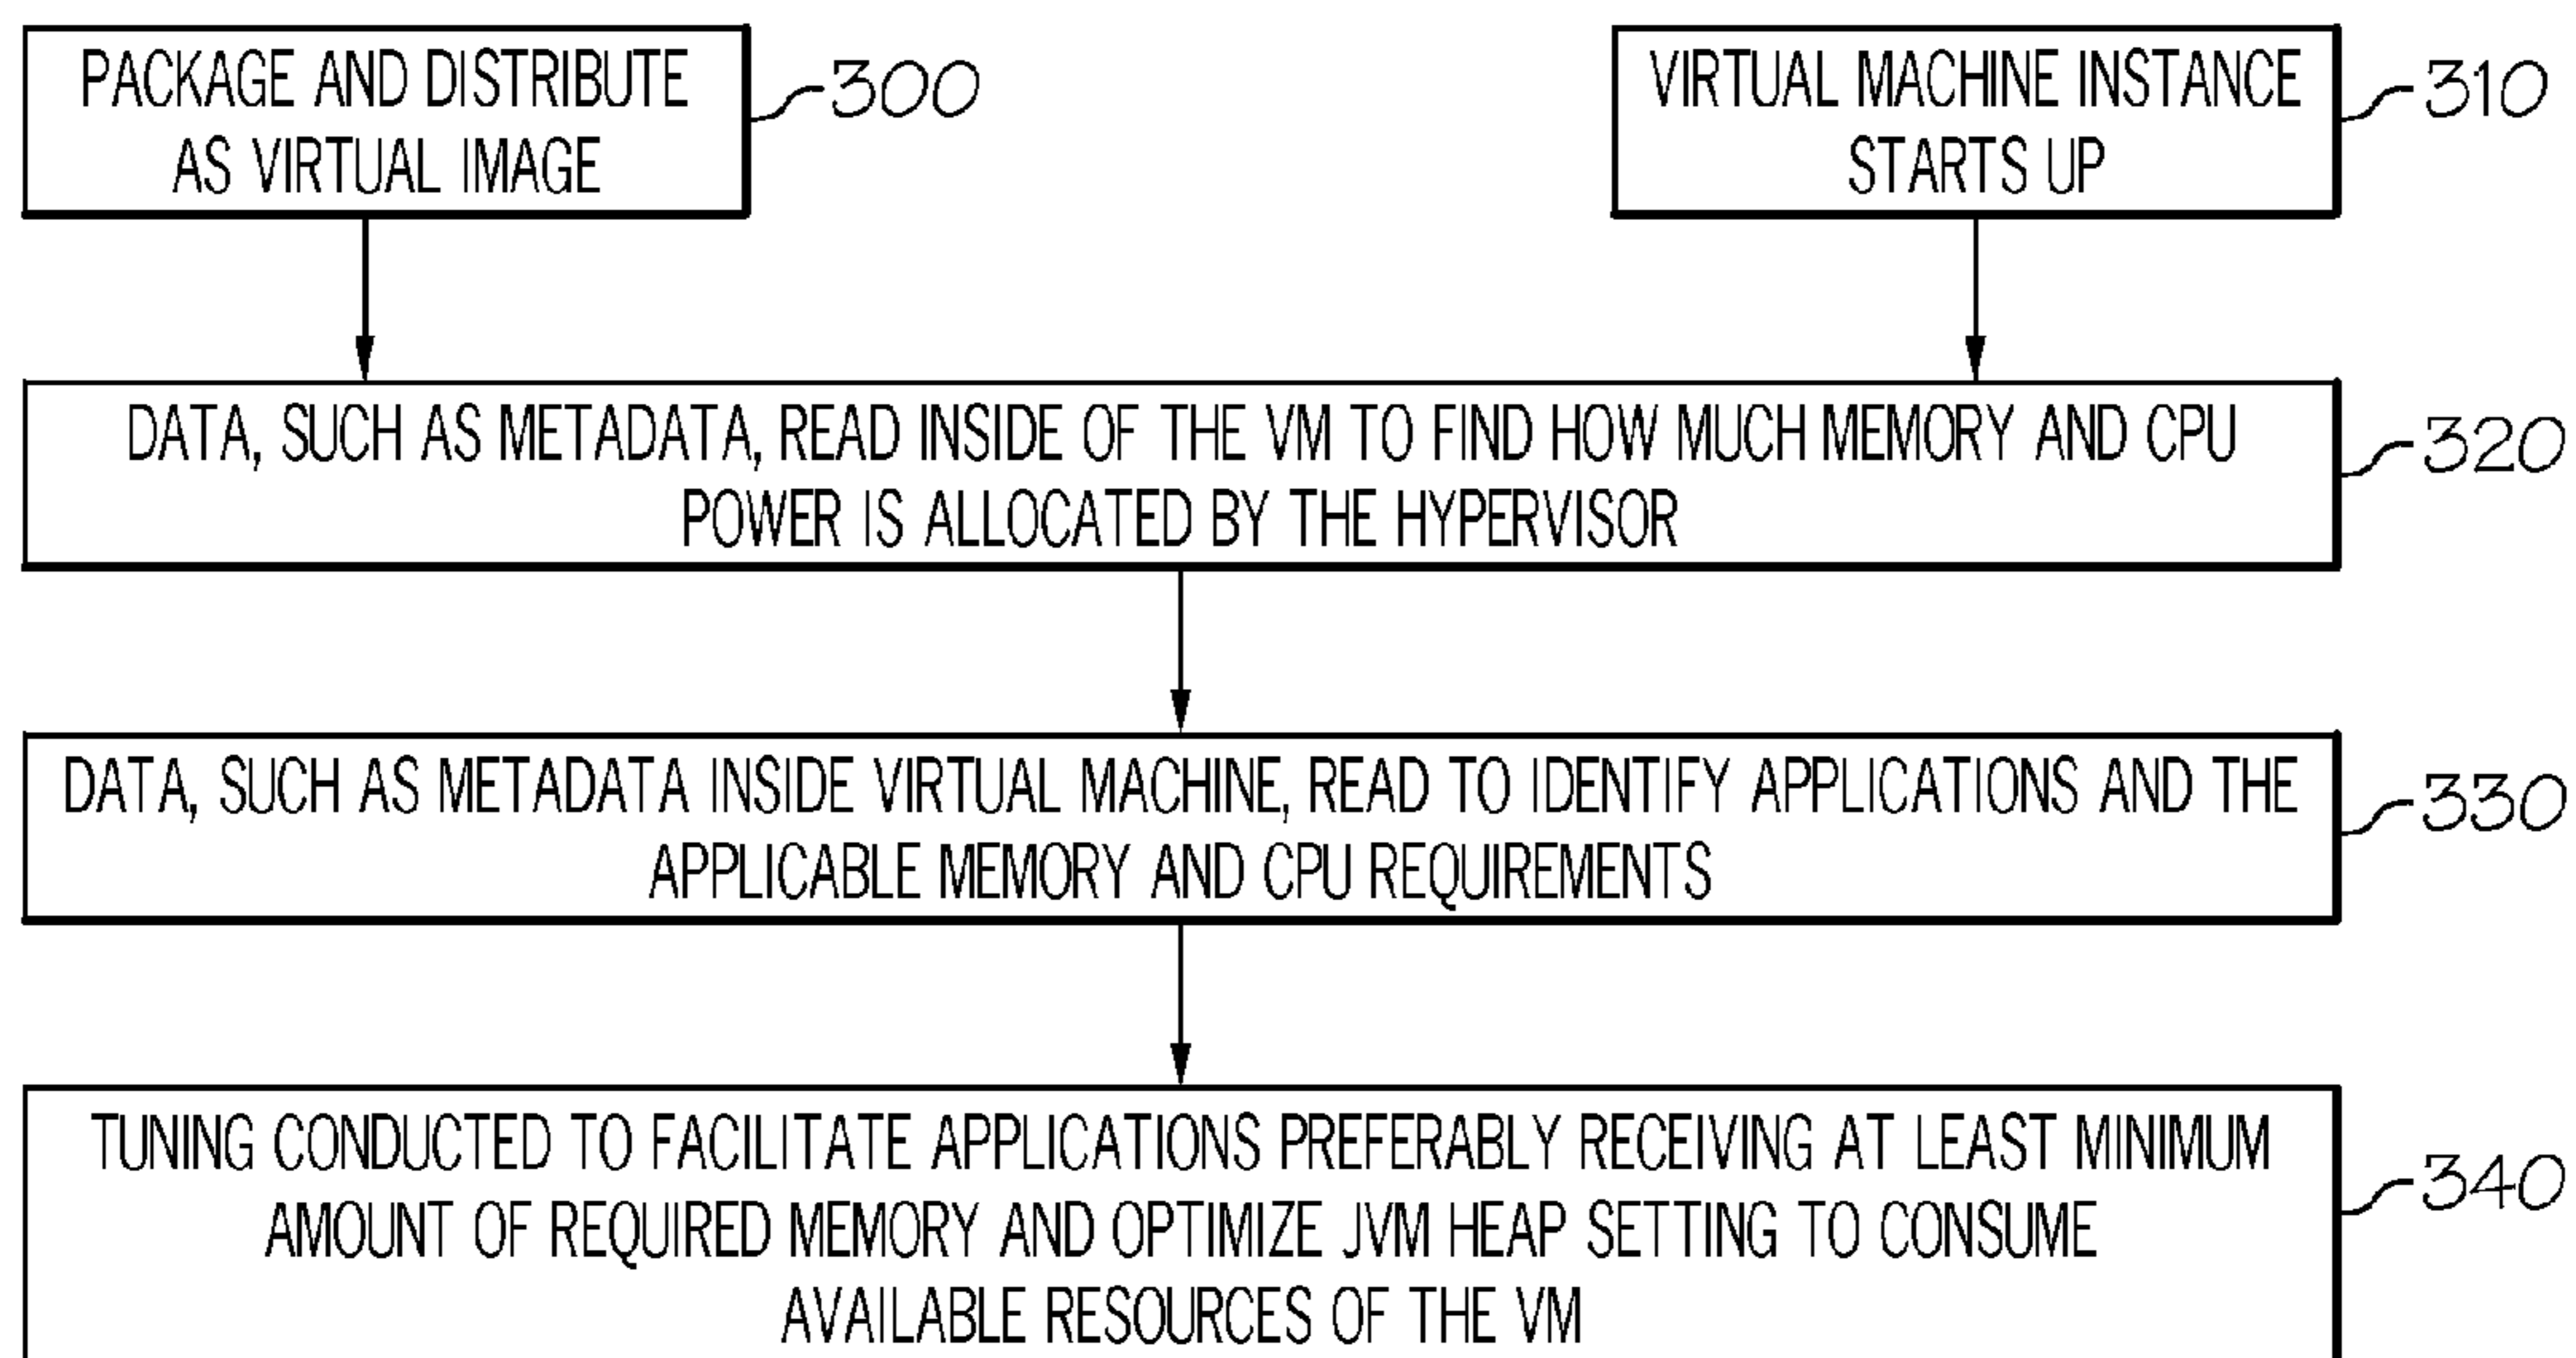 PACKAGE AND DISTRIBUTE
AS VIRTUAL IMAGE
300
VIRTUAL MACHINE INSTANCE
STARTS UP
310
DATA, SUCH AS METADATA, READ INSIDE OF THE VM TO FIND HOW MUCH MEMORY AND CPU
POWER IS ALLOCATED BY THE HYPERVISOR
320
DATA, SUCH AS METADATA INSIDE VIRTUAL MACHINE, READ TO IDENTIFY APPLICATIONS AND THE
APPLICABLE MEMORY AND CPU REQUIREMENTS
330
TUNING CONDUCTED TO FACILITATE APPLICATIONS PREFERABLY RECEIVING AT LEAST MINIMUM
AMOUNT OF REQUIRED MEMORY AND OPTIMIZE JVM HEAP SETTING TO CONSUME
AVAILABLE RESOURCES OF THE VM
340